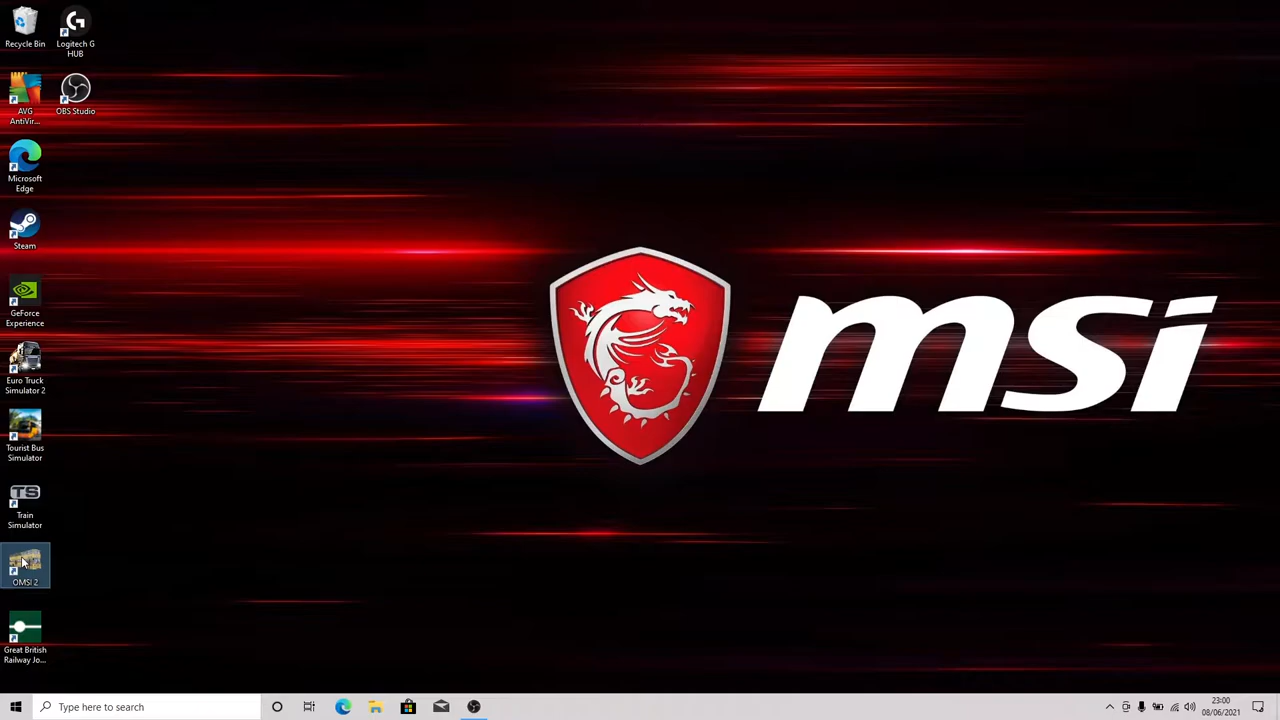 Recycle Bin
Logitech G
HUB
AVG
AntiVir...
OBS Studio
Microsoft
Edge
Steam
GeForce
Experience
Euro Truck
Simulator 2
Tourist Bus
Simulator
TS
Train
Simulator
OMSI 2
Great British
Railway Jo...
msi
Type here to search
23:00
08/06/2021